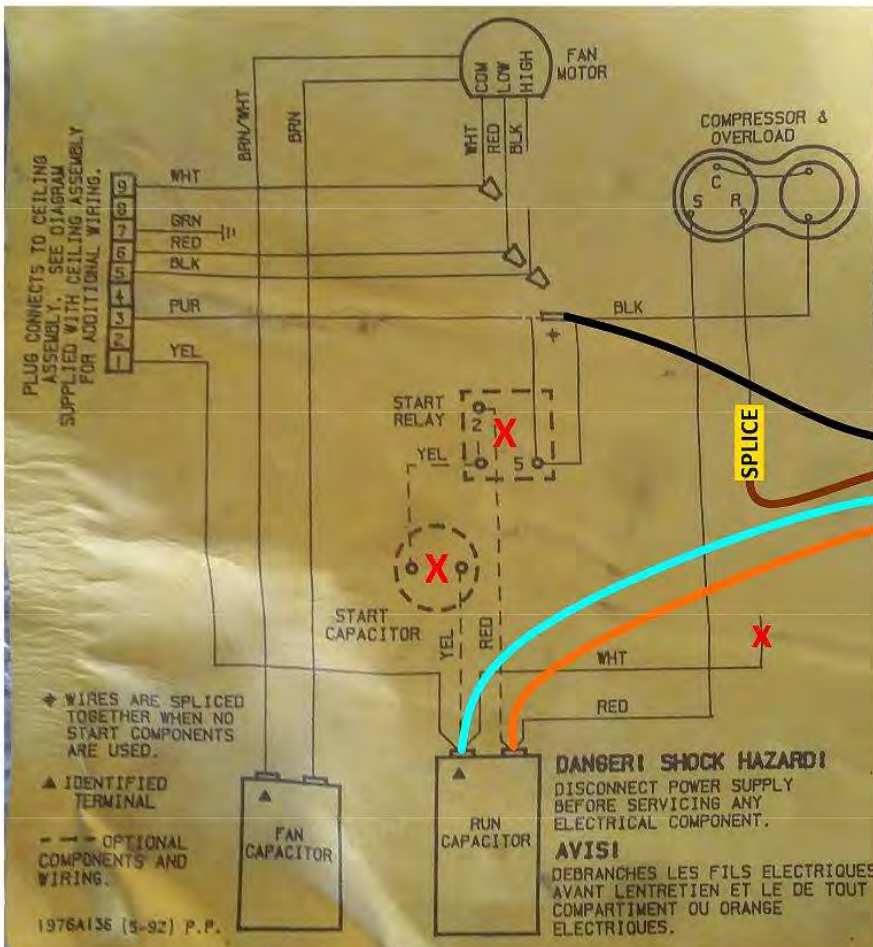 FAN
MOTOR
COM
LOW
HIGH
BRN/WHT
BRN
WHT
RED
BLK
COMPRESSOR &
OVERLOAD
C
S
R
PLUG CONNECTS TO CEILING
ASSEMBLY. SEE DIAGRAM
SUPPLIED WITH CEILING ASSEMBLY
FOR ADDITIONAL WIRING.
9
8
7
6
5
4
3
2
1
WHT
GRN
RED
BLK
PUR
YEL
BLK
START
RELAY
2
X
YEL
5
SPLICE
X
START
CAPACITOR
YEL
RED
X
WHT
RED
WIRES ARE SPLICED
TOGETHER WHEN NO
START COMPONENTS
ARE USED.
IDENTIFIED
TERMINAL
OPTIONAL
COMPONENTS AND
WIRING.
1976A136 (5-92) P.P.
FAN
CAPACITOR
RUN
CAPACITOR
DANGER! SHOCK HAZARD!
DISCONNECT POWER SUPPLY
BEFORE SERVICING ANY
ELECTRICAL COMPONENT.
AVIS!
DEBRANCHES LES FILS ELECTRIQUES
AVANT LENTRETIEN ET LE DE TOUT
COMPARTIMENT OU ORANGE
ELECTRIQUES.